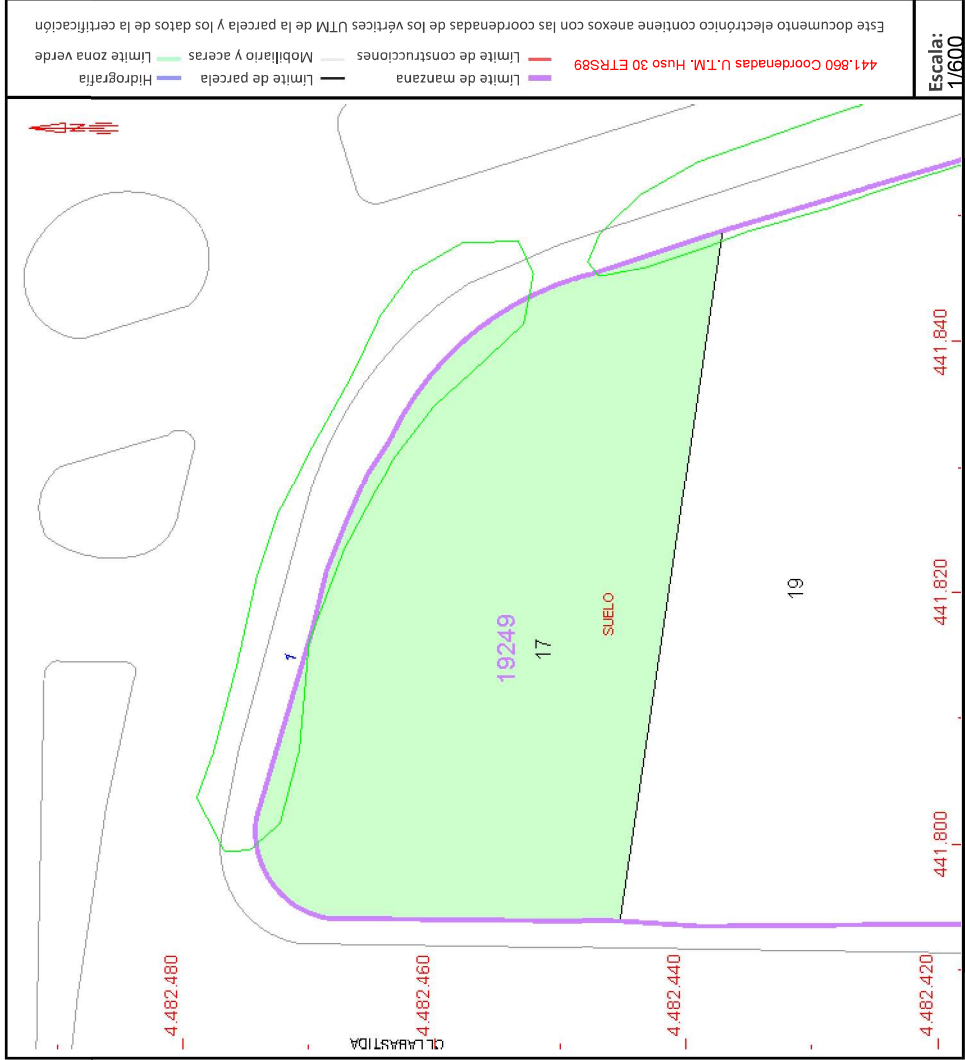 Este documento electrónico contiene anexos con las coordenadas de los vértices UTM de la parcela y los datos de la certificación
441.860 Coordenadas U.T.M. Huso 30 ETRS89
Límite de manzana
Límite de construcciones
Mobiliario y aceras
Límite zona verde
Límite de parcela
Hidrografía
Escala:
1/600
4.482.480
4.482.460
4.482.440
4.482.420
441.840
441.820
441.800
1
19249
17
SUELO
19
CL LABASTIDA